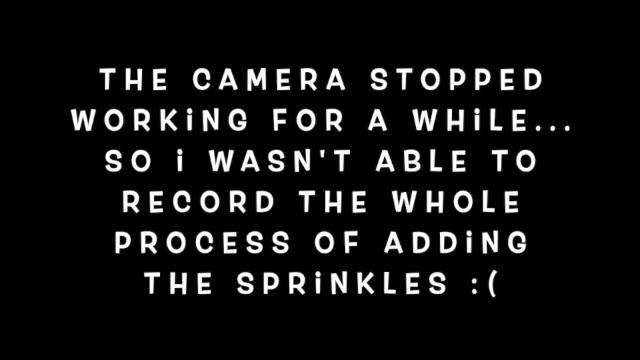 THE CAMERA STOPPED
WORKiNG FOR A WHiLE...
SO i WASN'T ABLE TO
RECORD THE WHOLE
PROCESS OF ADDiNG
THE SPRiNKLES :(